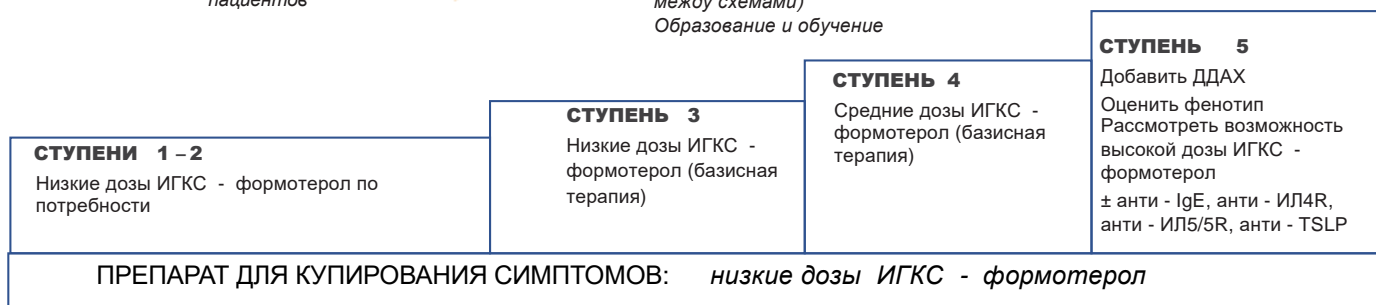 пациентов
между схемами)
Образование и обучение
СТУПЕНИ 1 – 2
Низкие дозы ИГКС - формотерол по
потребности
СТУПЕНЬ 3
Низкие дозы ИГКС -
формотерол (базисная
терапия)
СТУПЕНЬ 4
Средние дозы ИГКС -
формотерол (базисная
терапия)
СТУПЕНЬ 5
Добавить ДДАХ
Оценить фенотип
Рассмотреть возможность
высокой дозы ИГКС -
формотерол
± анти - IgE, анти - ИЛ4R,
анти - ИЛ5/5R, анти - TSLP
ПРЕПАРАТ ДЛЯ КУПИРОВАНИЯ СИМПТОМОВ: низкие дозы ИГКС - формотерол